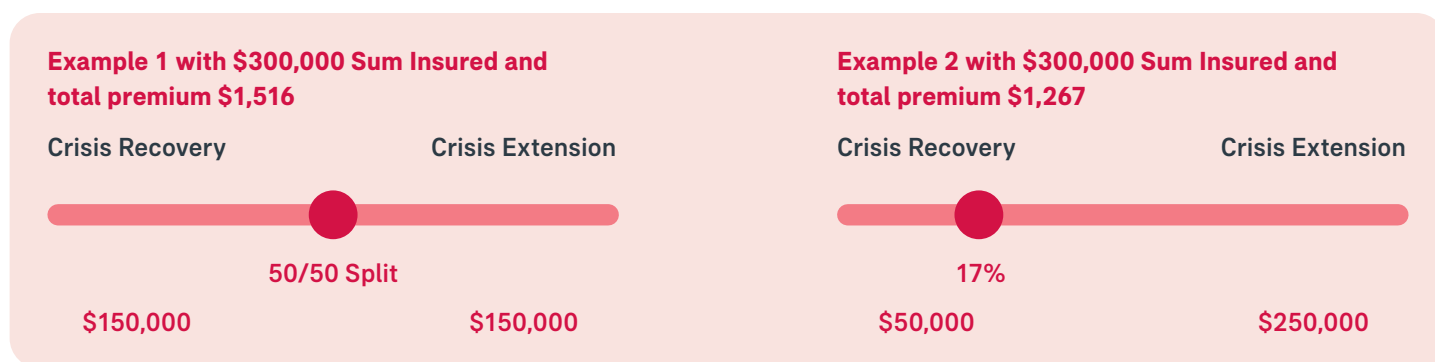 Example 1 with $300,000 Sum Insured and
total premium $1,516
Crisis Recovery
Crisis Extension
50/50 Split
$150,000
$150,000
Example 2 with $300,000 Sum Insured and
total premium $1,267
Crisis Recovery
Crisis Extension
17%
$50,000
$250,000